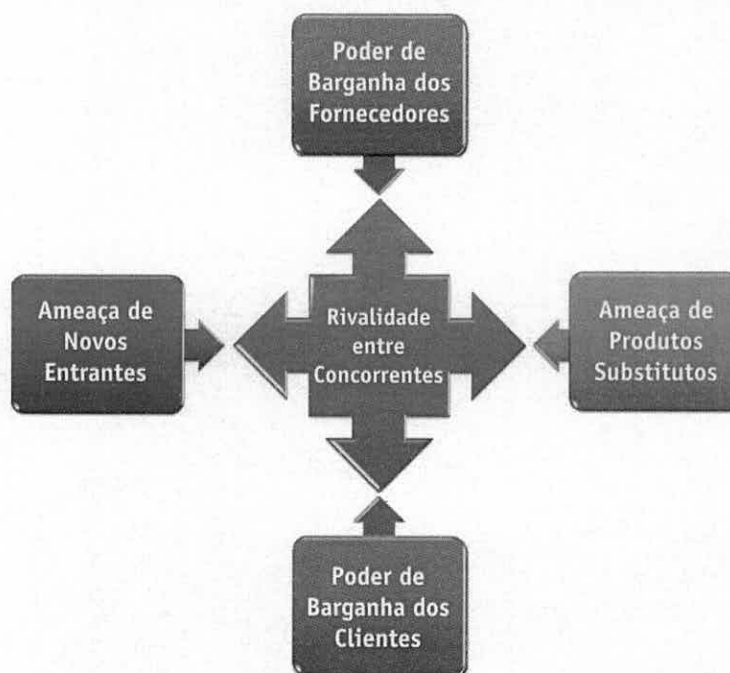 Poder de
Barganha dos
Fornecedores
Ameaça de
Novos
Entrantes
Rivalidade
entre
Concorrentes
Ameaça de
Produtos
Substitutos
Poder de
Barganha dos
Clientes